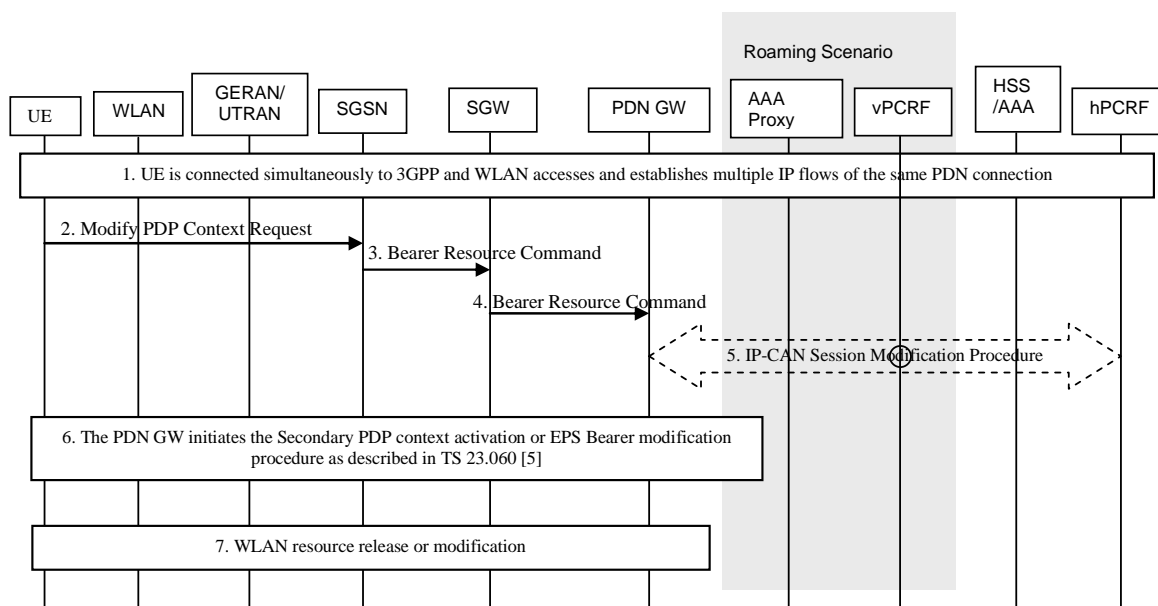 Roaming Scenario
UE
WLAN
GERAN/
UTRAN
SGSN
SGW
PDN GW
AAA
Proxy
vPCRF
HSS
/AAA
hPCRF
1. UE is connected simultaneously to 3GPP and WLAN accesses and establishes multiple IP flows of the same PDN connection
2. Modify PDP Context Request
3. Bearer Resource Command
4. Bearer Resource Command
5. IP-CAN Session Modification Procedure
6. The PDN GW initiates the Secondary PDP context activation or EPS Bearer modification
procedure as described in TS 23.060 [5]
7. WLAN resource release or modification